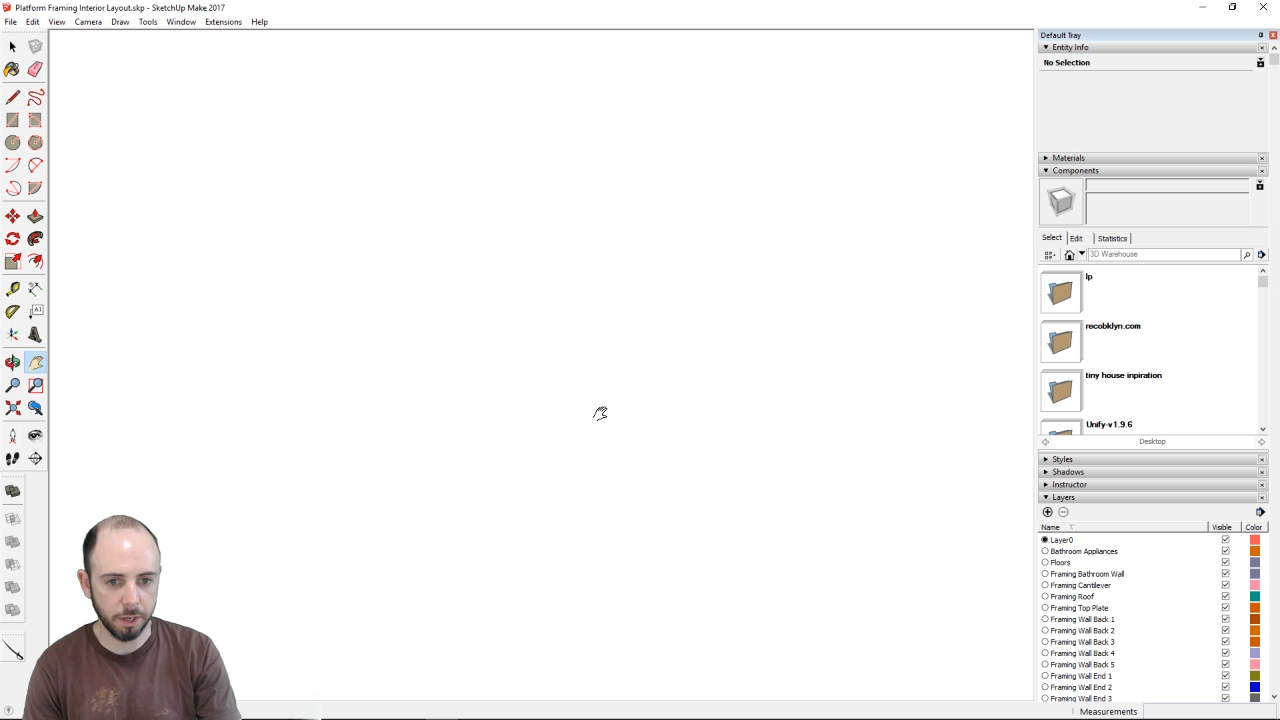 Platform Framing Interior Layout.skp - SketchUp Make 2017
File Edit View Camera Draw Tools Window Extensions Help
Default Tray
Entity Info
No Selection
Materials
Components
Select Edit Statistics
3D Warehouse
lp
recobklyn.com
tiny house inpiration
Unify-v1.9.6
Desktop
Styles
Shadows
Instructor
Layers
Name Visible Color
Layer0
Bathroom Appliances
Floors
Framing Bathroom Wall
Framing Cantilever
Framing Roof
Framing Top Plate
Framing Wall Back 1
Framing Wall Back 2
Framing Wall Back 3
Framing Wall Back 4
Framing Wall Back 5
Framing Wall End 1
Framing Wall End 2
Framing Wall End 3
Measurements